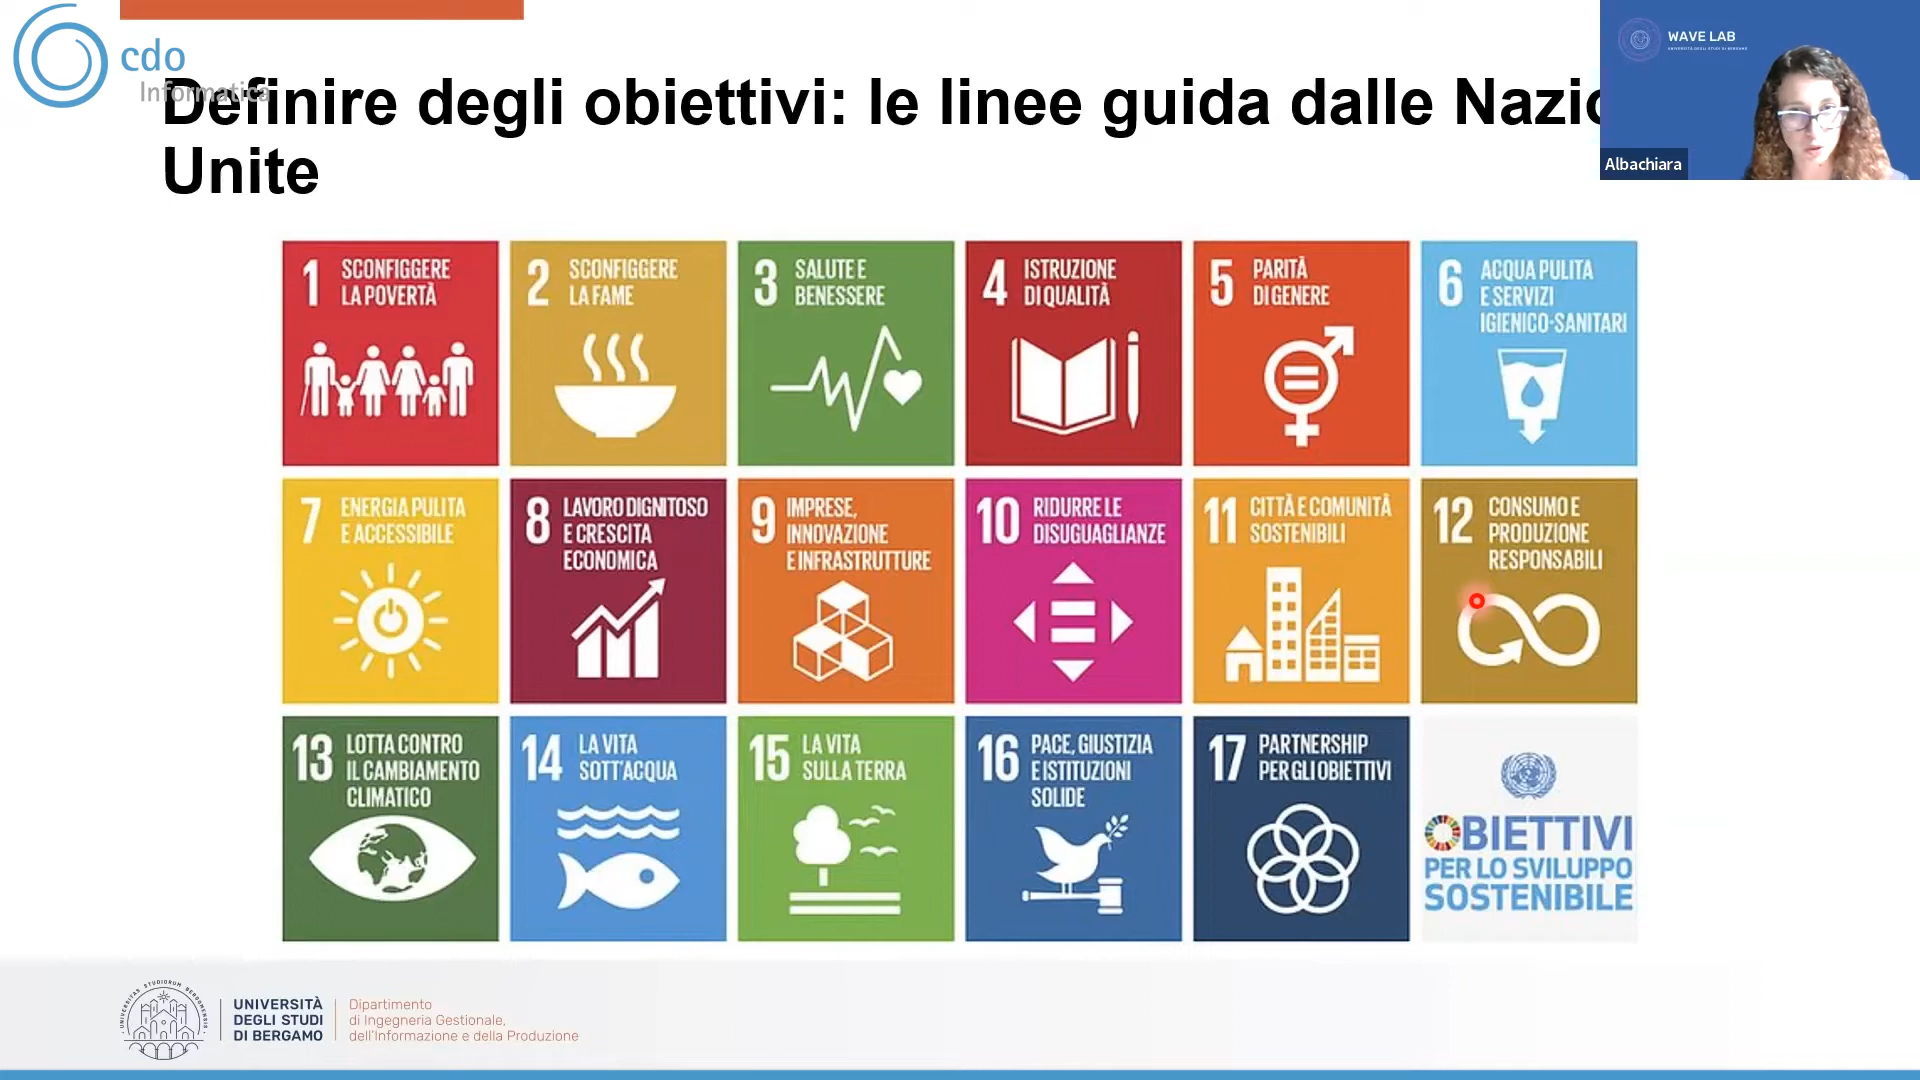 cdo
Informatica
Definire degli obiettivi: le linee guida dalle Nazio
Unite
WAVE LAB
UNIVERSITÀ DEGLI STUDI DI BERGAMO
Albachiara
1 SCONFIGGERE
LA POVERTÀ
2 SCONFIGGERE
LA FAME
3 SALUTE E
BENESSERE
4 ISTRUZIONE
DI QUALITÀ
5 PARITÀ
DI GENERE
6 ACQUA PULITA
E SERVIZI
IGIENICO-SANITARI
7 ENERGIA PULITA
E ACCESSIBILE
8 LAVORO DIGNITOSO
E CRESCITA
ECONOMICA
9 IMPRESE,
INNOVAZIONE
E INFRASTRUTTURE
10 RIDURRE LE
DISUGUAGLIANZE
11 CITTÀ E COMUNITÀ
SOSTENIBILI
12 CONSUMO E
PRODUZIONE
RESPONSABILI
13 LOTTA CONTRO
IL CAMBIAMENTO
CLIMATICO
14 LA VITA
SOTT'ACQUA
15 LA VITA
SULLA TERRA
16 PACE, GIUSTIZIA
E ISTITUZIONI
SOLIDE
17 PARTNERSHIP
PER GLI OBIETTIVI
OBIETTIVI
PER LO SVILUPPO
SOSTENIBILE
UNIVERSITÀ
DEGLI STUDI
DI BERGAMO
Dipartimento
di Ingegneria Gestionale,
dell'Informazione e della Produzione